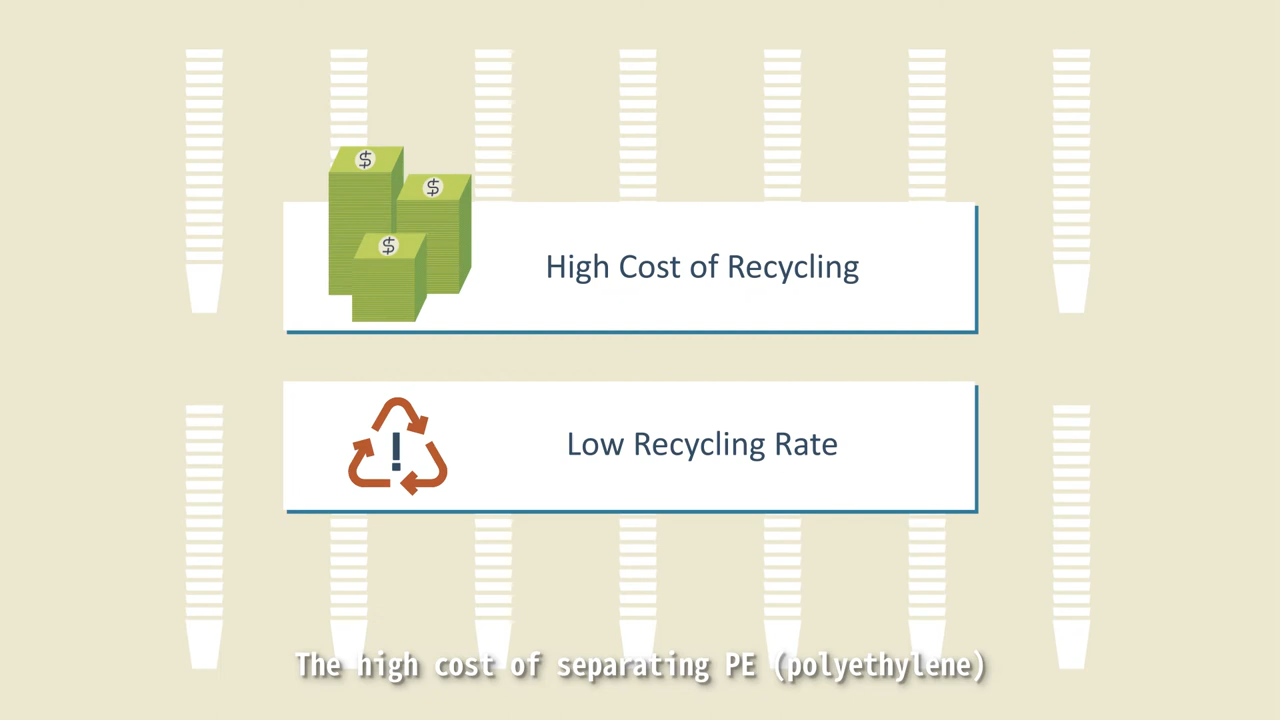 $
$
$
High Cost of Recycling
!
Low Recycling Rate
The high cost of separating PE (polyethylene)